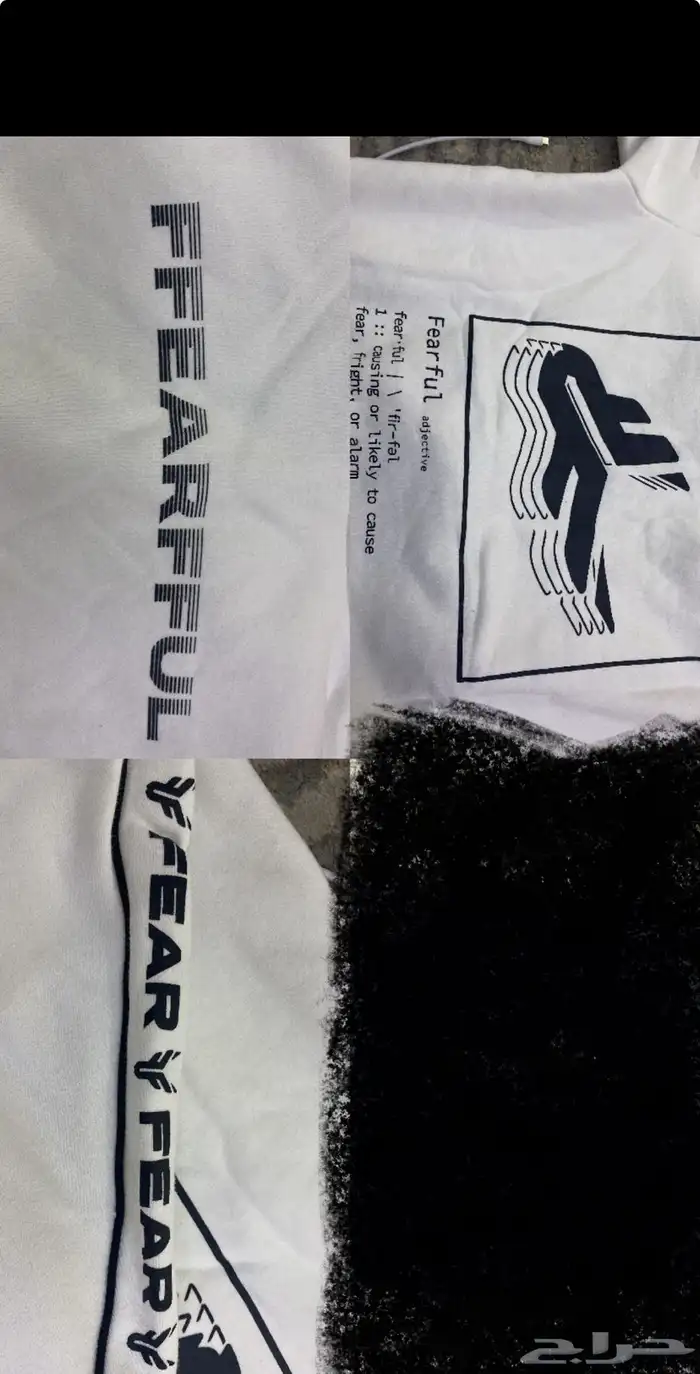 FFEARFFUL
Fearful adjective
fear·ful | \ 'fir-fəl
1 :: causing or likely to cause
fear, fright, or alarm
FEAR FEAR
حراج